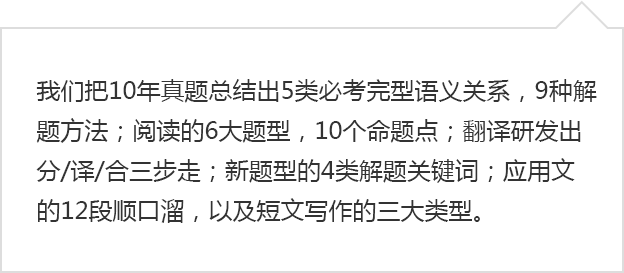 我们把10年真题总结出5类必考完型语义关系，9种解
题方法；阅读的6大题型，10个命题点；翻译研发出
分/译/合三步走；新题型的4类解题关键词；应用文
的12段顺口溜，以及短文写作的三大类型。